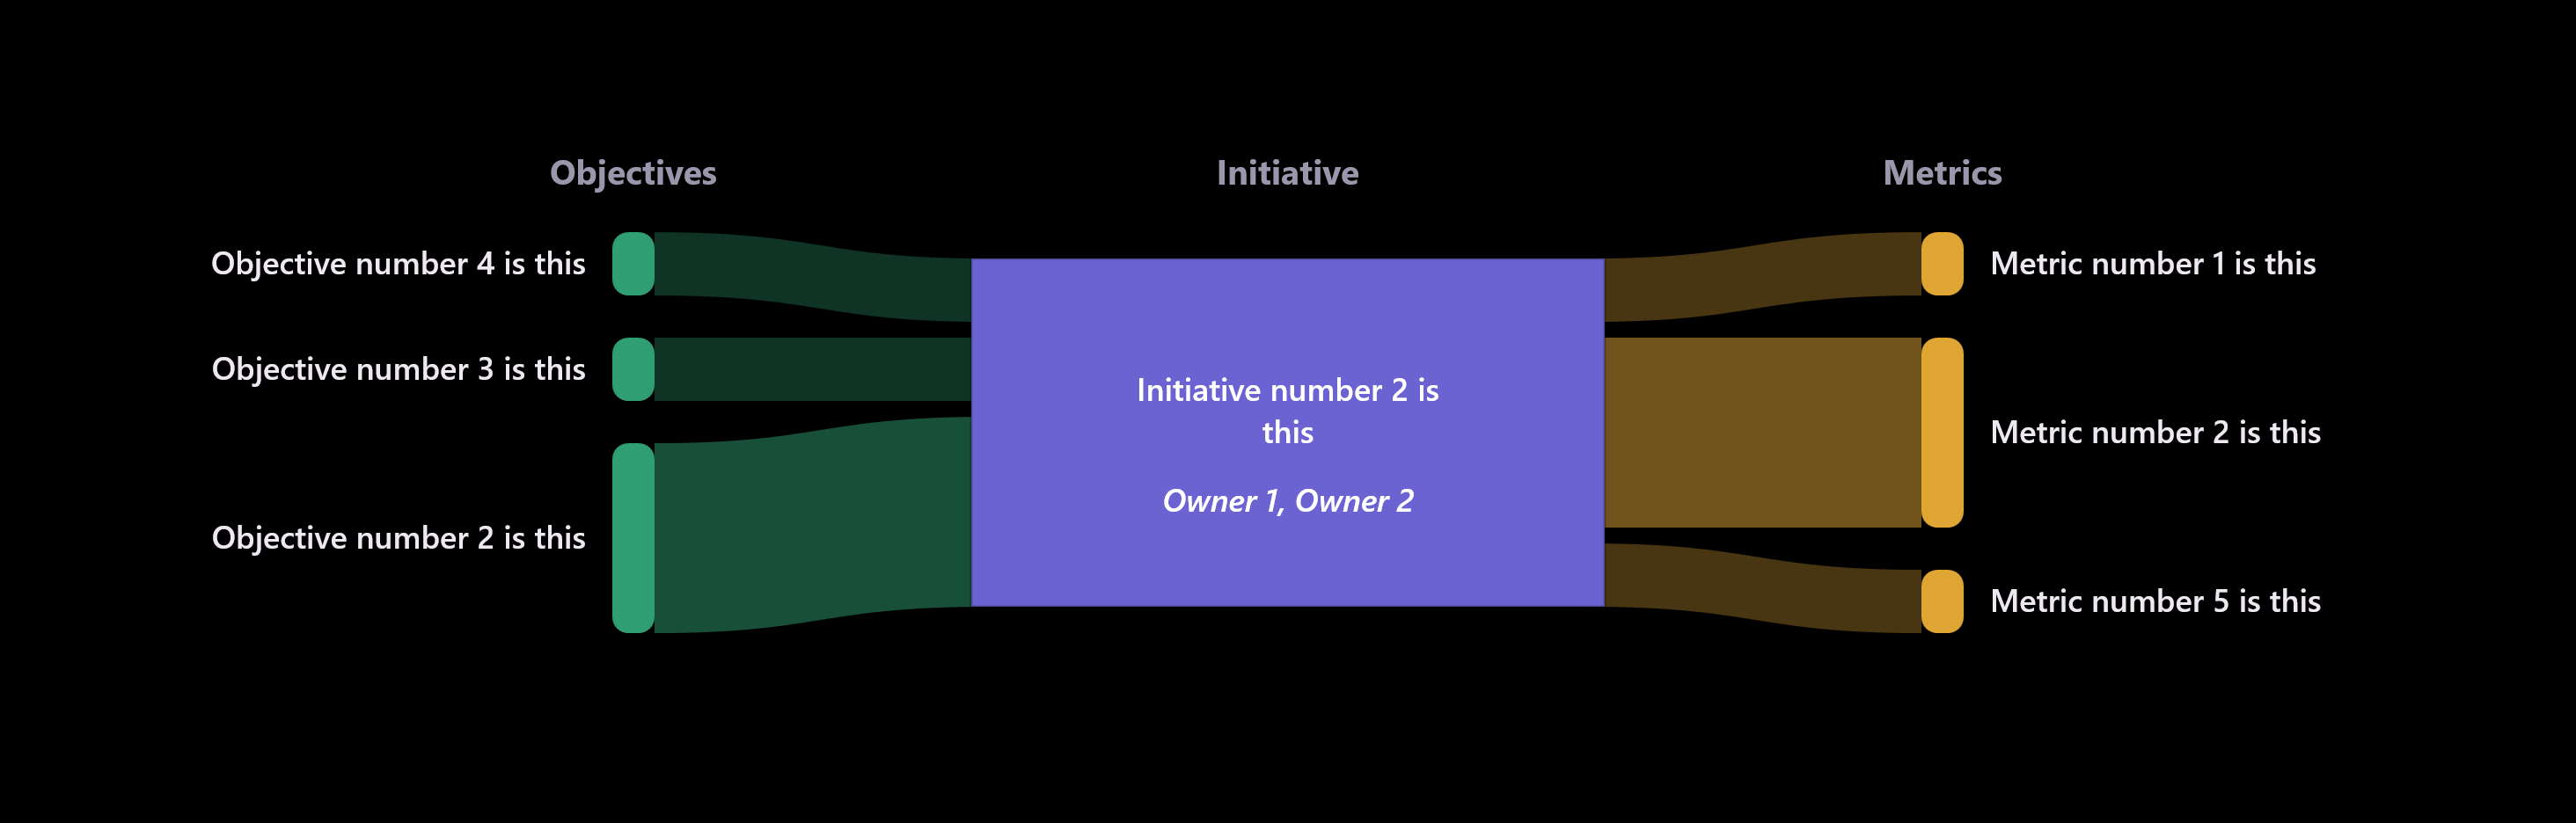 Objectives
Initiative
Metrics
Objective number 4 is this
Objective number 3 is this
Objective number 2 is this
Initiative number 2 is
this
Owner 1, Owner 2
Metric number 1 is this
Metric number 2 is this
Metric number 5 is this